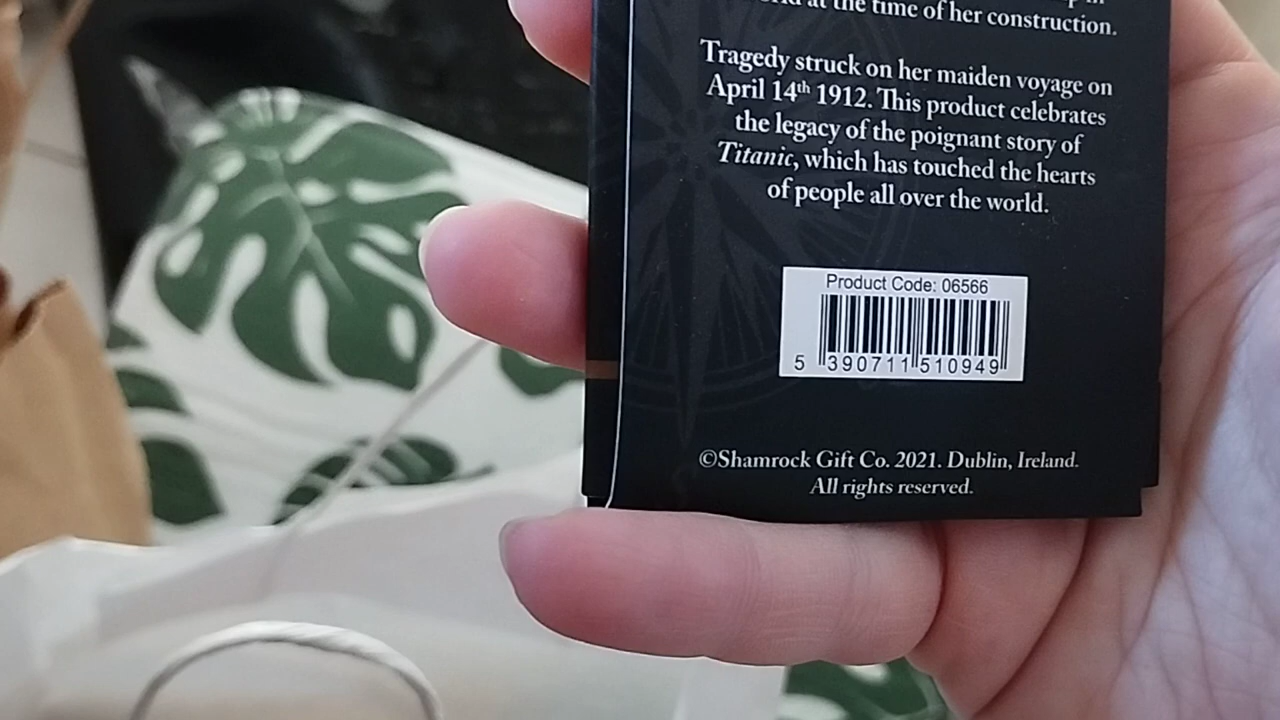 at the time of her construction.
Tragedy struck on her maiden voyage on
April 14th 1912. This product celebrates
the legacy of the poignant story of
Titanic, which has touched the hearts
of people all over the world.
Product Code: 06566
5 390711 510949
©Shamrock Gift Co. 2021. Dublin, Ireland.
All rights reserved.